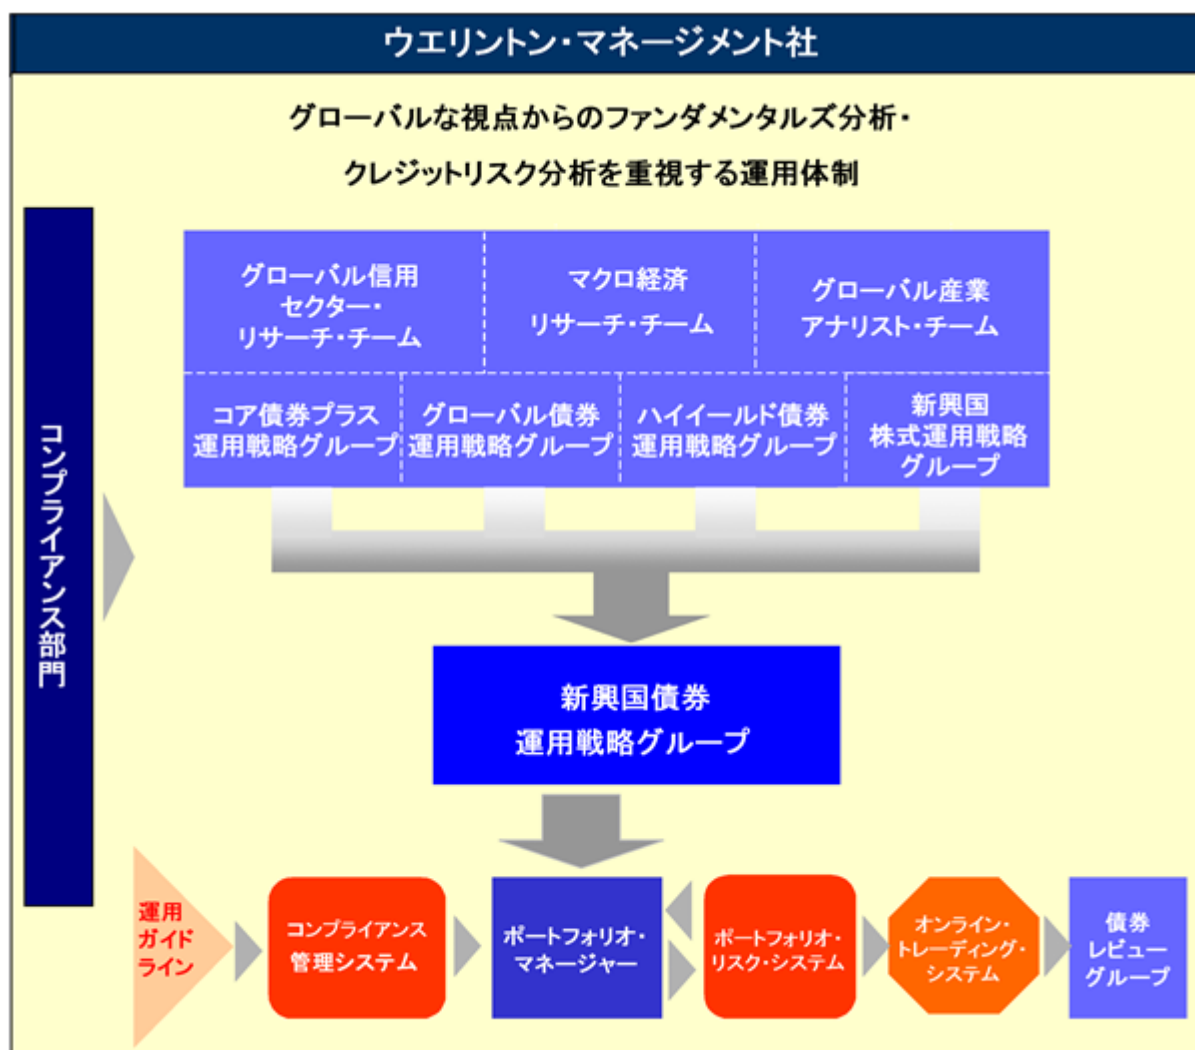 ウエリントン・マネージメント社
グローバルな視点からのファンダメンタルズ分析・
クレジットリスク分析を重視する運用体制
コンプライアンス部門
グローバル信用
セクター・
リサーチ・チーム
マクロ経済
リサーチ・チーム
グローバル産業
アナリスト・チーム
コア債券プラス
運用戦略グループ
グローバル債券
運用戦略グループ
ハイイールド債券
運用戦略グループ
新興国
株式運用戦略
グループ
新興国債券
運用戦略グループ
運用
ガイド
ライン
コンプライアンス
管理システム
ポートフォリオ・
マネージャー
ポートフォリオ・
リスク・システム
オンライン・
トレーディング・
システム
債券
レビュー
グループ